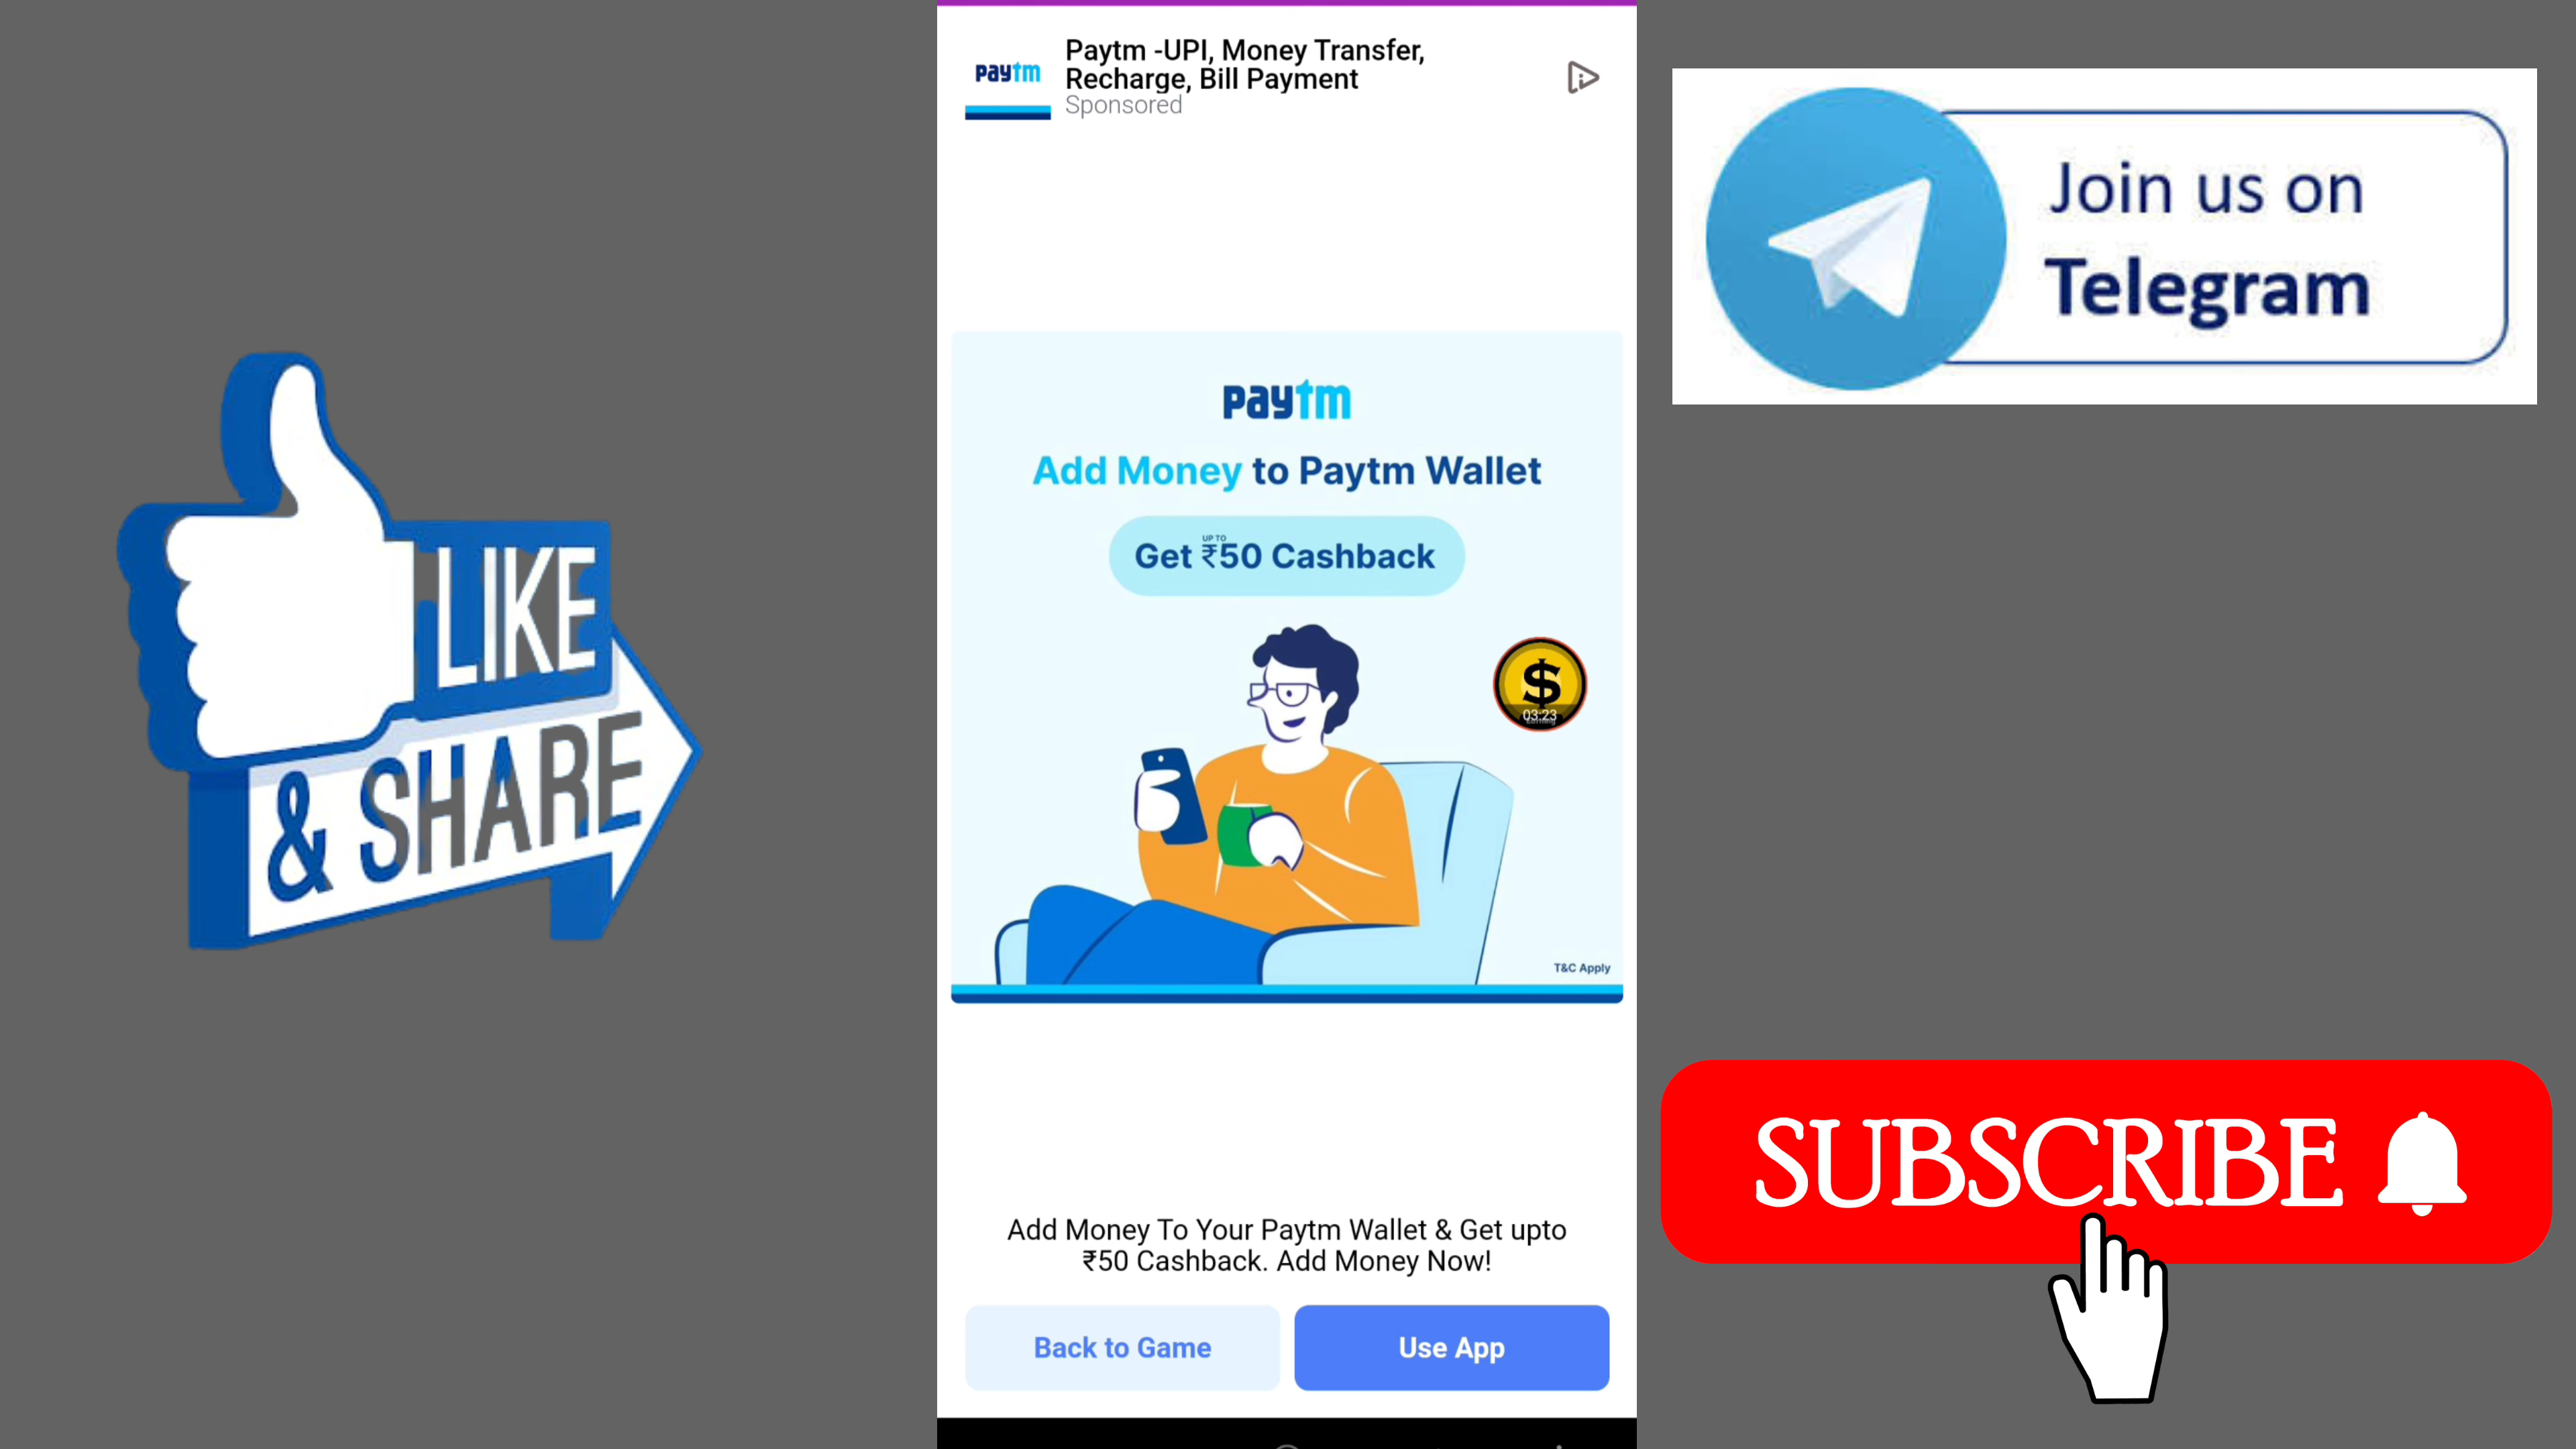 LIKE
& SHARE
paytm
Paytm -UPI, Money Transfer,
Recharge, Bill Payment
Sponsored
paytm
Add Money to Paytm Wallet
UP TO
Get ₹50 Cashback
$
03:23
T&C Apply
Add Money To Your Paytm Wallet & Get upto
₹50 Cashback. Add Money Now!
Back to Game
Use App
Join us on
Telegram
SUBSCRIBE